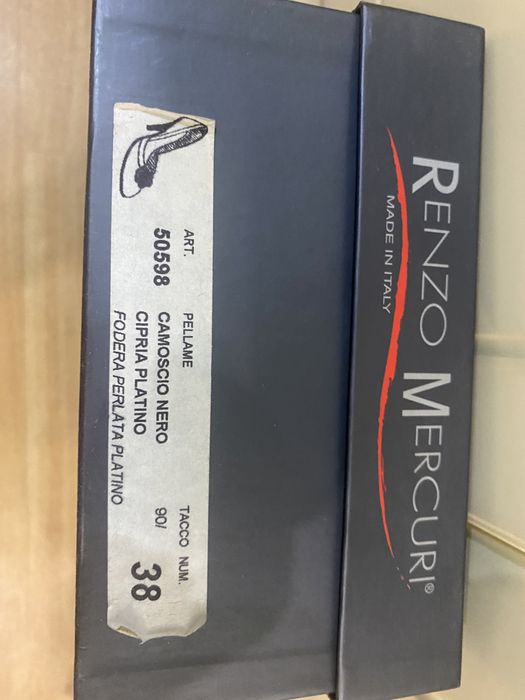 RENZO MERCURI®
MADE IN ITALY
ART. PELLAME TACCO NUM.
50598 CAMOSCIO NERO 90/ 38
CIPRIA PLATINO
FODERA PERLATA PLATINO